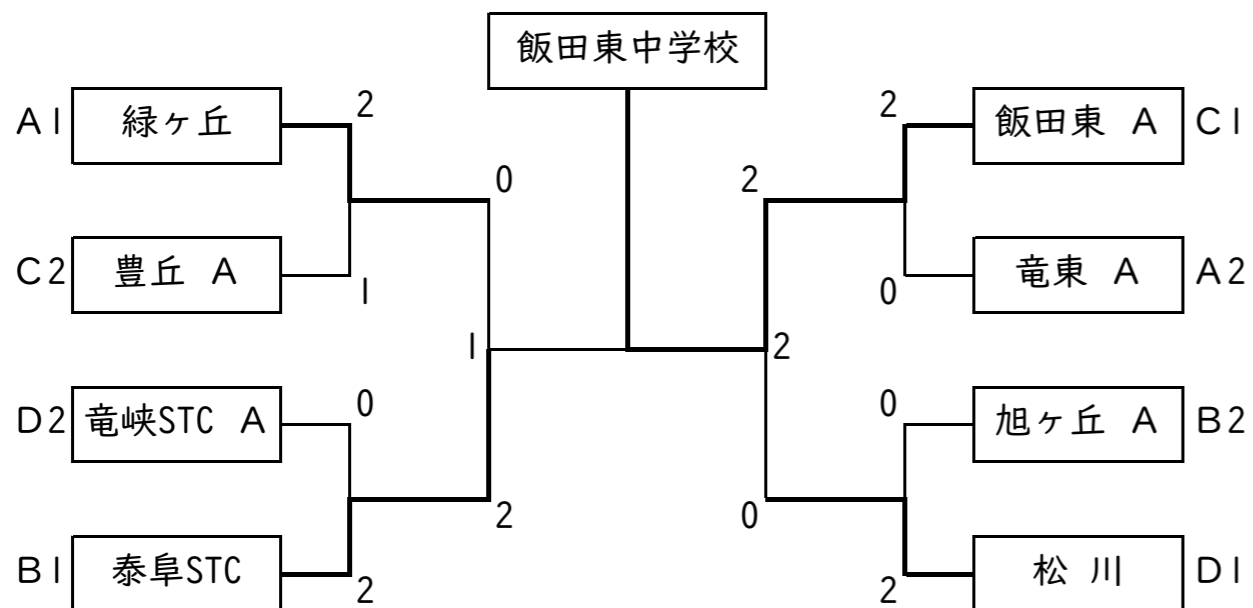 飯田東中学校
A1 緑ヶ丘 2 2 飯田東 A C1
0 2
C2 豊丘 A 1 0 竜東 A A2
1 2
D2 竜峡STC A 0 0 旭ヶ丘 A B2
2 0
B1 泰阜STC 2 2 松 川 D1